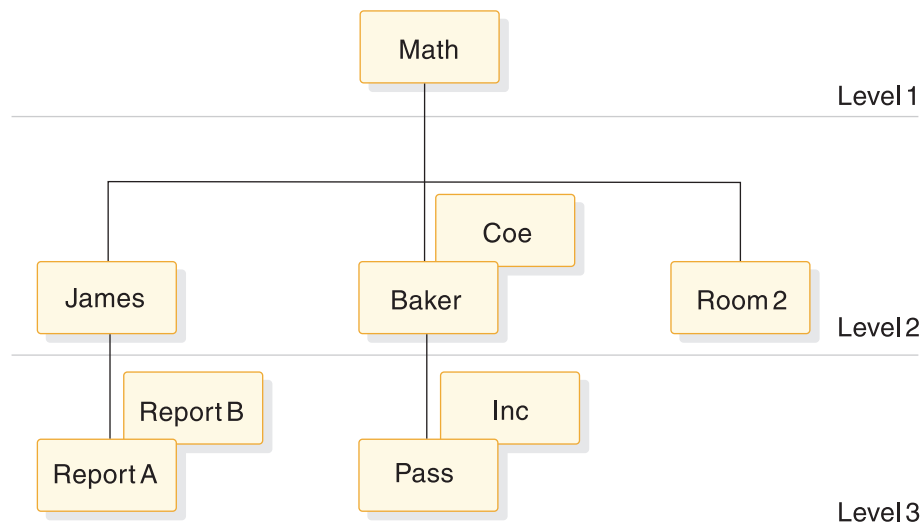 Math
Level 1
Coe
James
Baker
Room 2
Level 2
Report B
Inc
Report A
Pass
Level 3